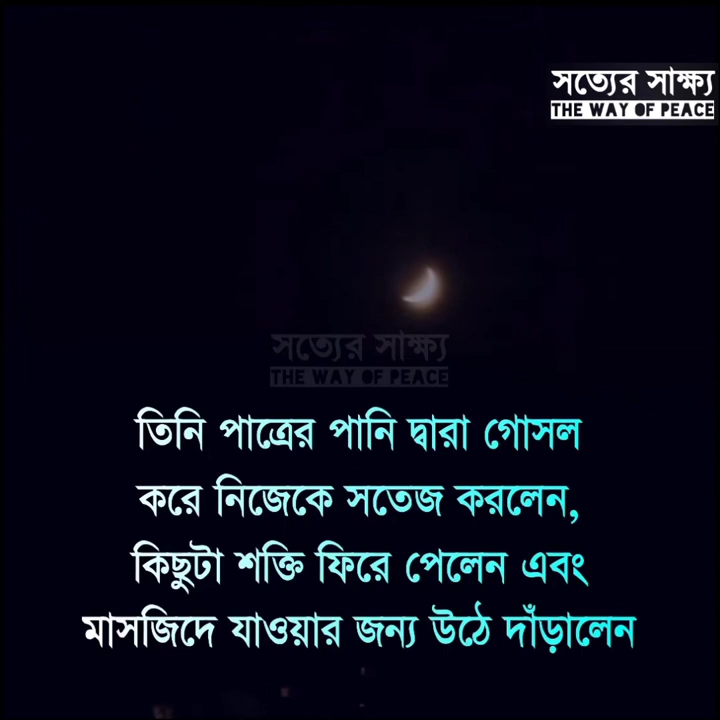 সত্যের সাক্ষ্য
THE WAY OF PEACE
সত্যের সাক্ষ্য
THE WAY OF PEACE
তিনি পাত্রের পানি দ্বারা গোসল
করে নিজেকে সতেজ করলেন,
কিছুটা শক্তি ফিরে পেলেন এবং
মাসজিদে যাওয়ার জন্য উঠে দাঁড়ালেন